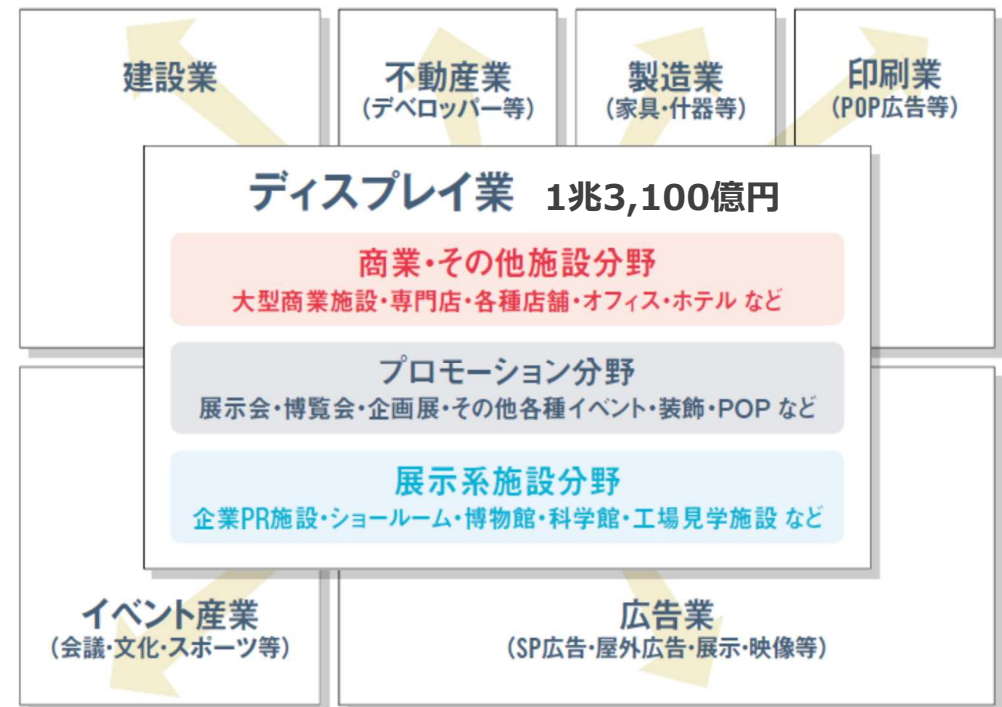 建設業
不動産業
(デベロッパー等)
製造業
(家具・什器等)
印刷業
(POP広告等)
ディスプレイ業 1兆3,100億円
商業・その他施設分野
大型商業施設・専門店・各種店舗・オフィス・ホテル など
プロモーション分野
展示会・博覧会・企画展・その他各種イベント・装飾・POP など
展示系施設分野
企業PR施設・ショールーム・博物館・科学館・工場見学施設 など
イベント産業
(会議・文化・スポーツ等)
広告業
(SP広告・屋外広告・展示・映像等)